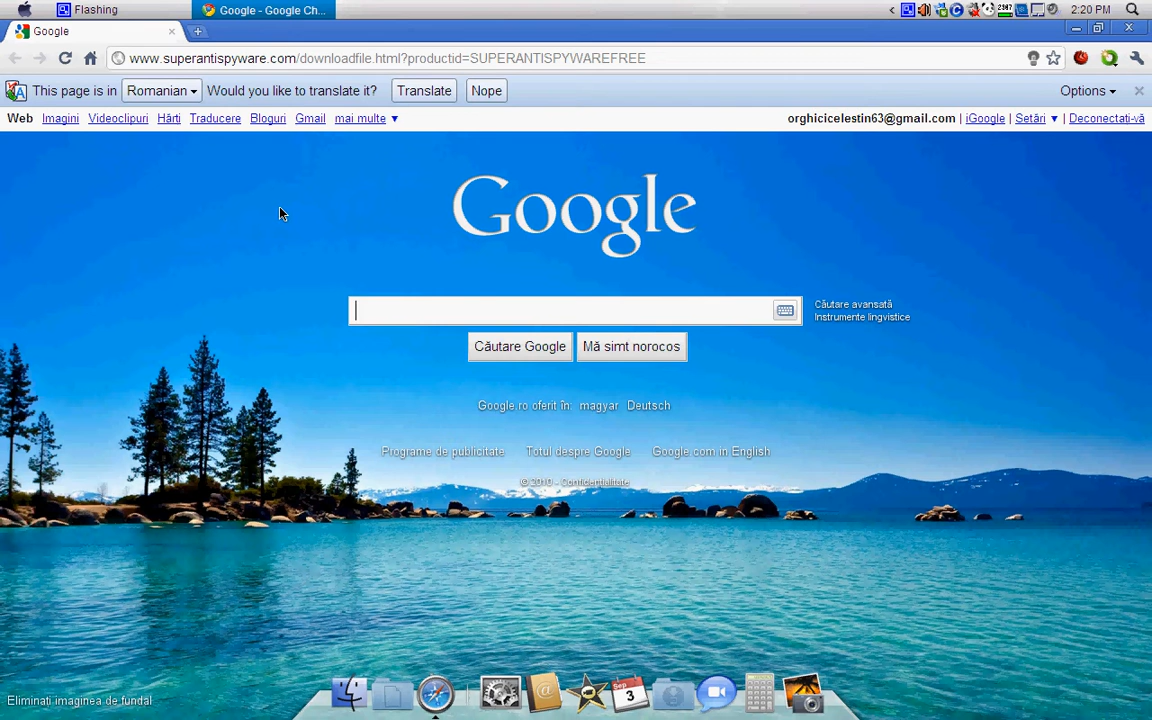 Flashing
Google - Google Ch...
2387
2:20 PM
Google
www.superantispyware.com/downloadfile.html?productid=SUPERANTISPYWAREFREE
This page is in Romanian Would you like to translate it? Translate Nope Options
Web Imagini Videoclipuri Hărți Traducere Bloguri Gmail mai multe
orghicicelestin63@gmail.com | iGoogle | Setări | Deconectați-vă
Google
Căutare avansată
Instrumente lingvistice
Căutare Google Mă simt norocos
Google.ro oferit în: magyar Deutsch
Programe de publicitate Totul despre Google Google.com in English
© 2010 - Confidențialitate
Eliminați imaginea de fundal
Sep
3